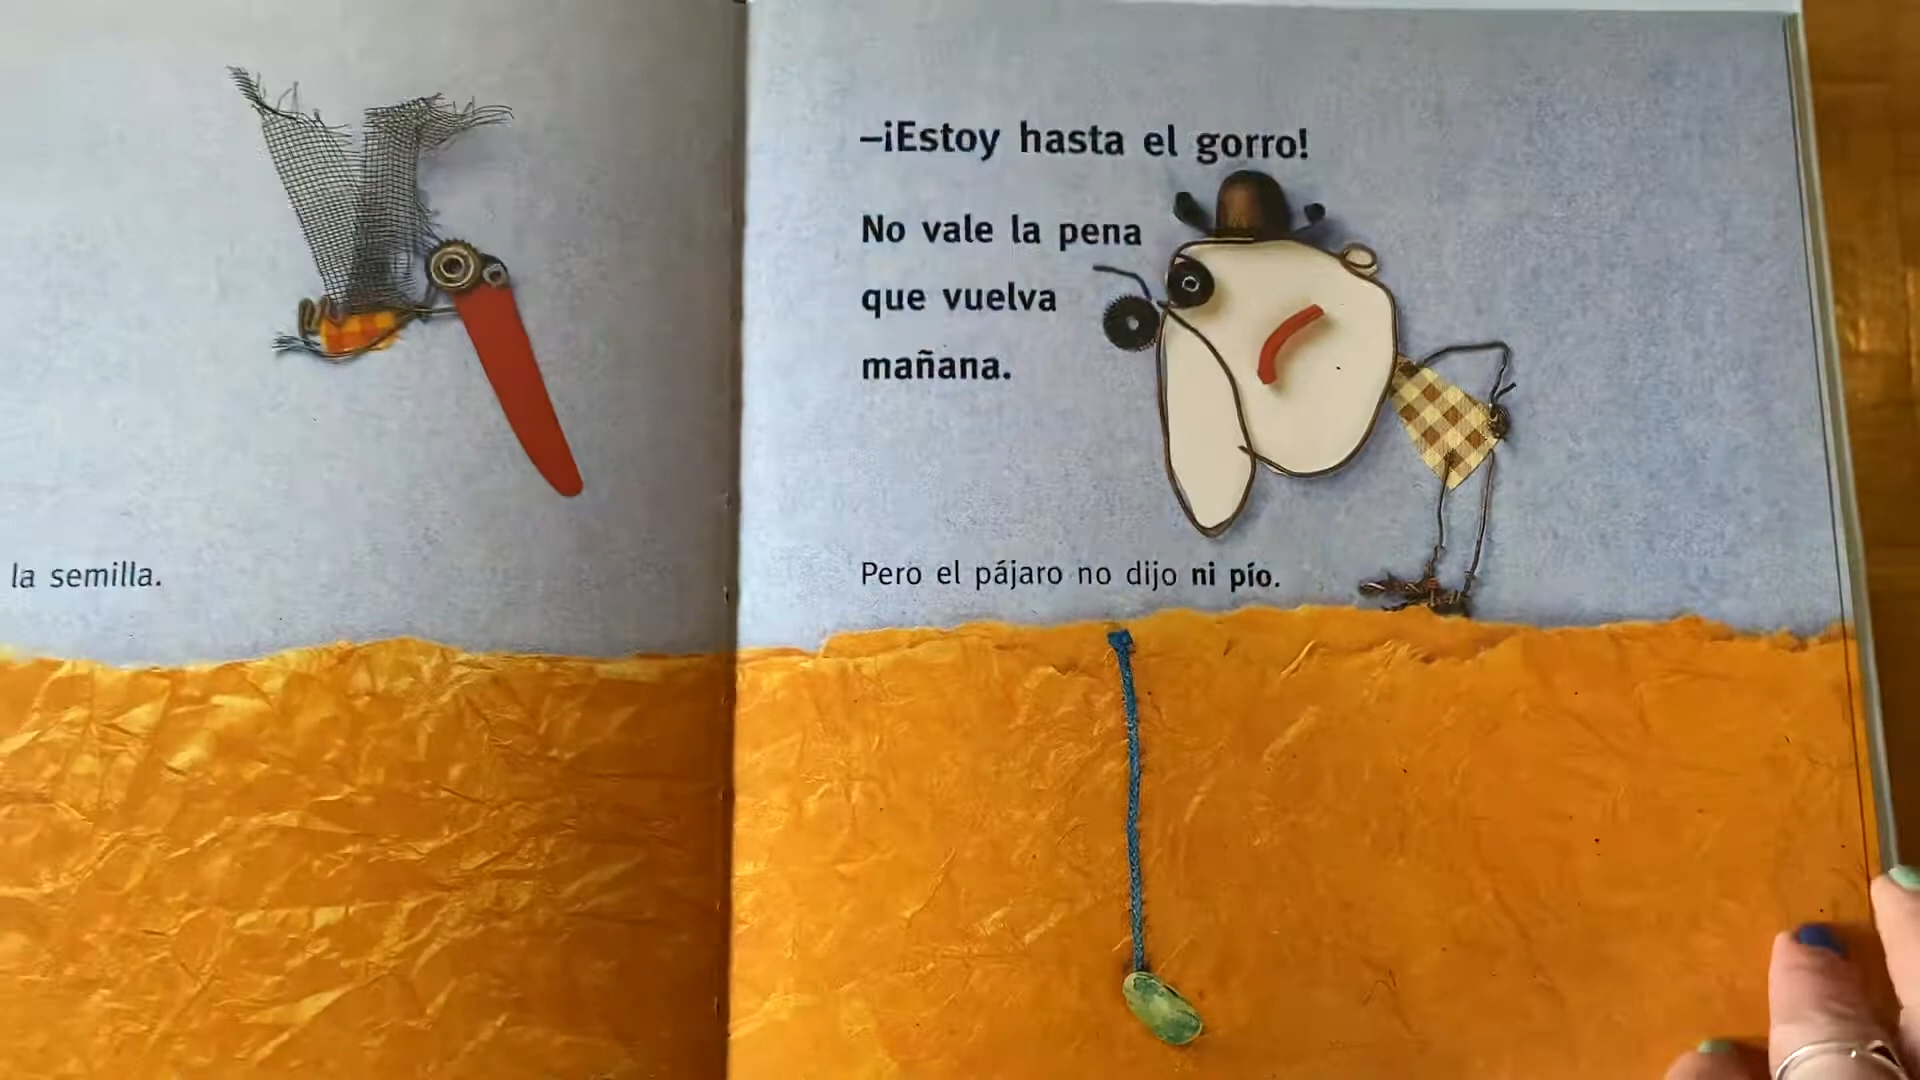 la semilla.
–¡Estoy hasta el gorro!
No vale la pena
que vuelva
mañana.
Pero el pájaro no dijo ni pío.